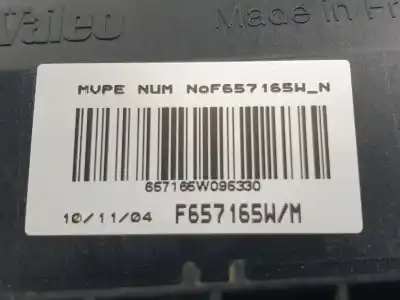 Valeo
Made in Fr
MVPE NUM NoF657165W_N
657165W096330
10/11/04 F657165W/M